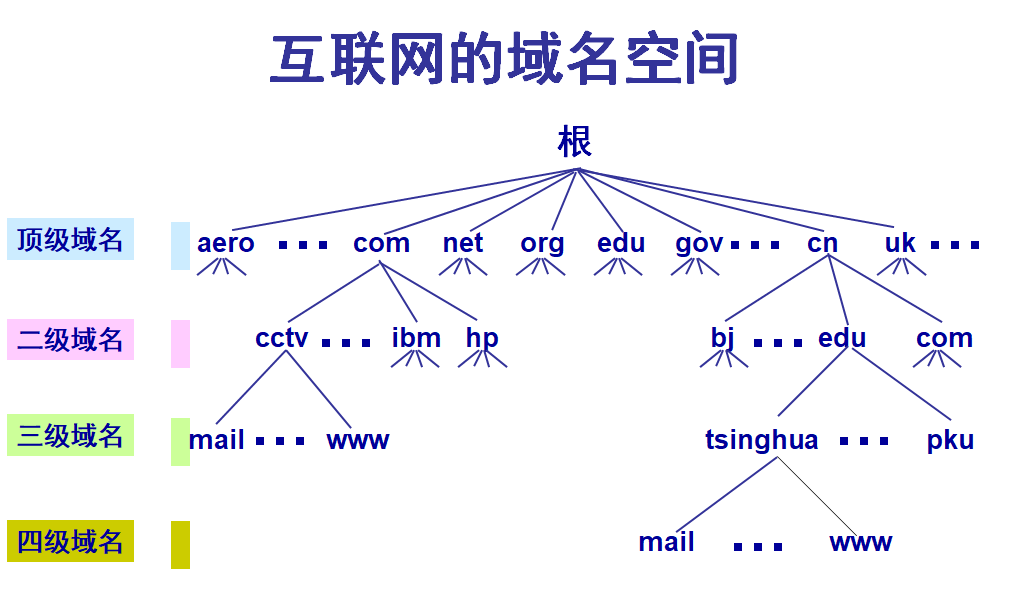 互联网的域名空间
根
顶级域名 aero ... com net org edu gov ... cn uk ...
二级域名 cctv ... ibm hp bj ... edu com
三级域名 mail ... www tsinghua ... pku
四级域名 mail ... www